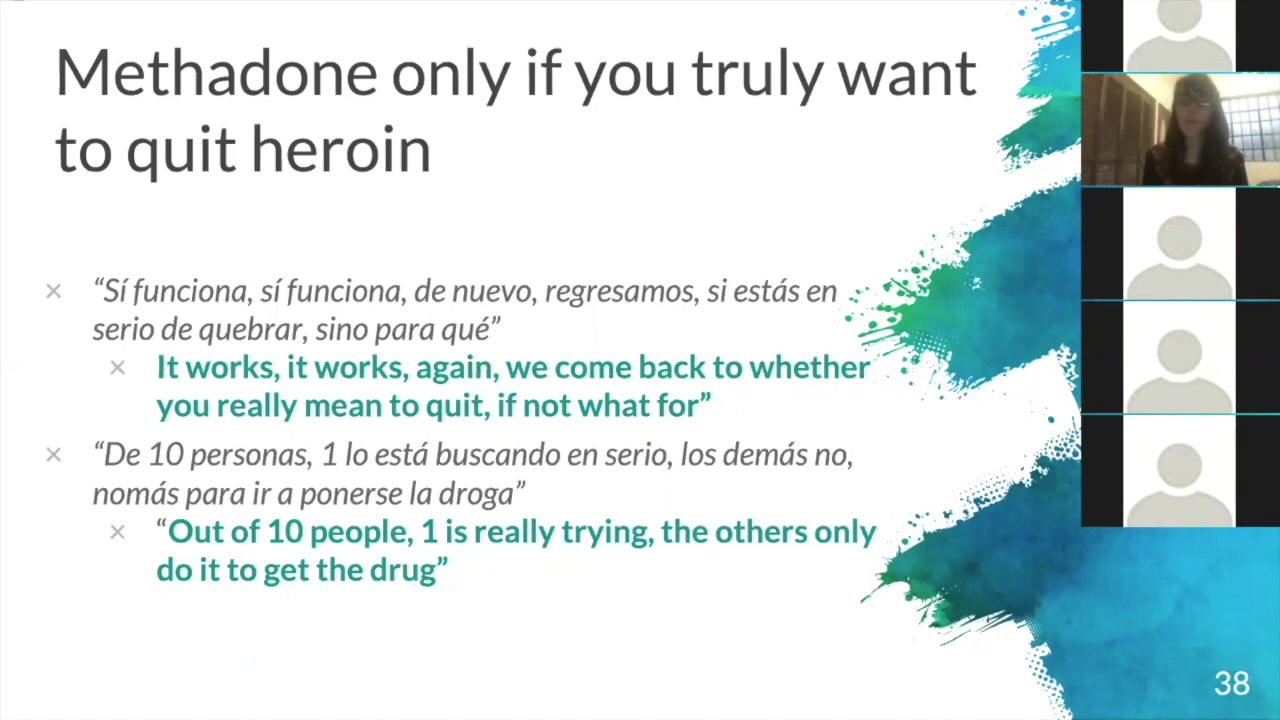 Methadone only if you truly want
to quit heroin
“Sí funciona, sí funciona, de nuevo, regresamos, si estás en
serio de quebrar, sino para qué”
It works, it works, again, we come back to whether
you really mean to quit, if not what for”
“De 10 personas, 1 lo está buscando en serio, los demás no,
nomás para ir a ponerse la droga”
“Out of 10 people, 1 is really trying, the others only
do it to get the drug”
38